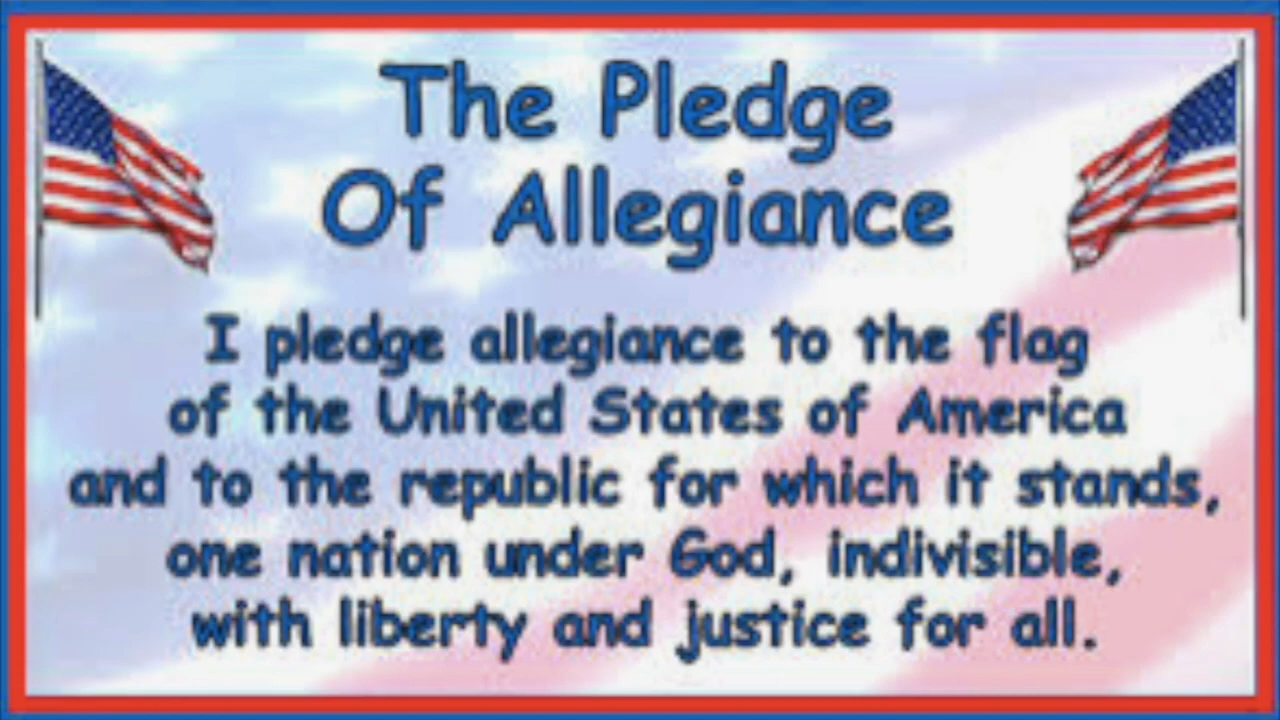 The Pledge
Of Allegiance
I pledge allegiance to the flag
of the United States of America
and to the republic for which it stands,
one nation under God, indivisible,
with liberty and justice for all.